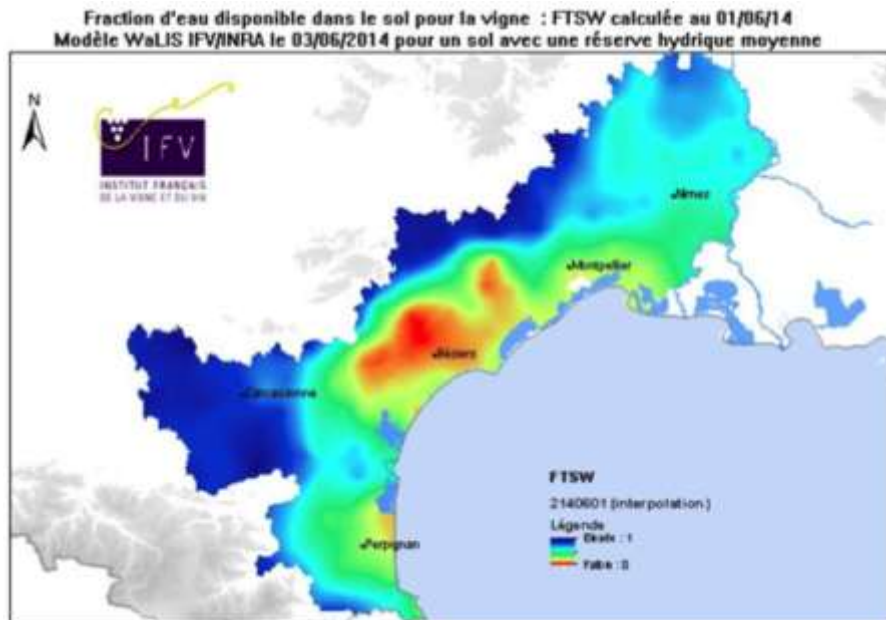 Fraction d'eau disponible dans le sol pour la vigne : FTSW calculée au 01/06/14
Modèle WaLIS IFV/INRA le 03/06/2014 pour un sol avec une réserve hydrique moyenne
N
IFV
INSTITUT FRANÇAIS
DE LA VIGNE ET DU VIN
Nimes
Montpellier
Béziers
Carcassonne
Perpignan
FTSW
2140601 (interpolation)
Légende
: 1
Faible : 0